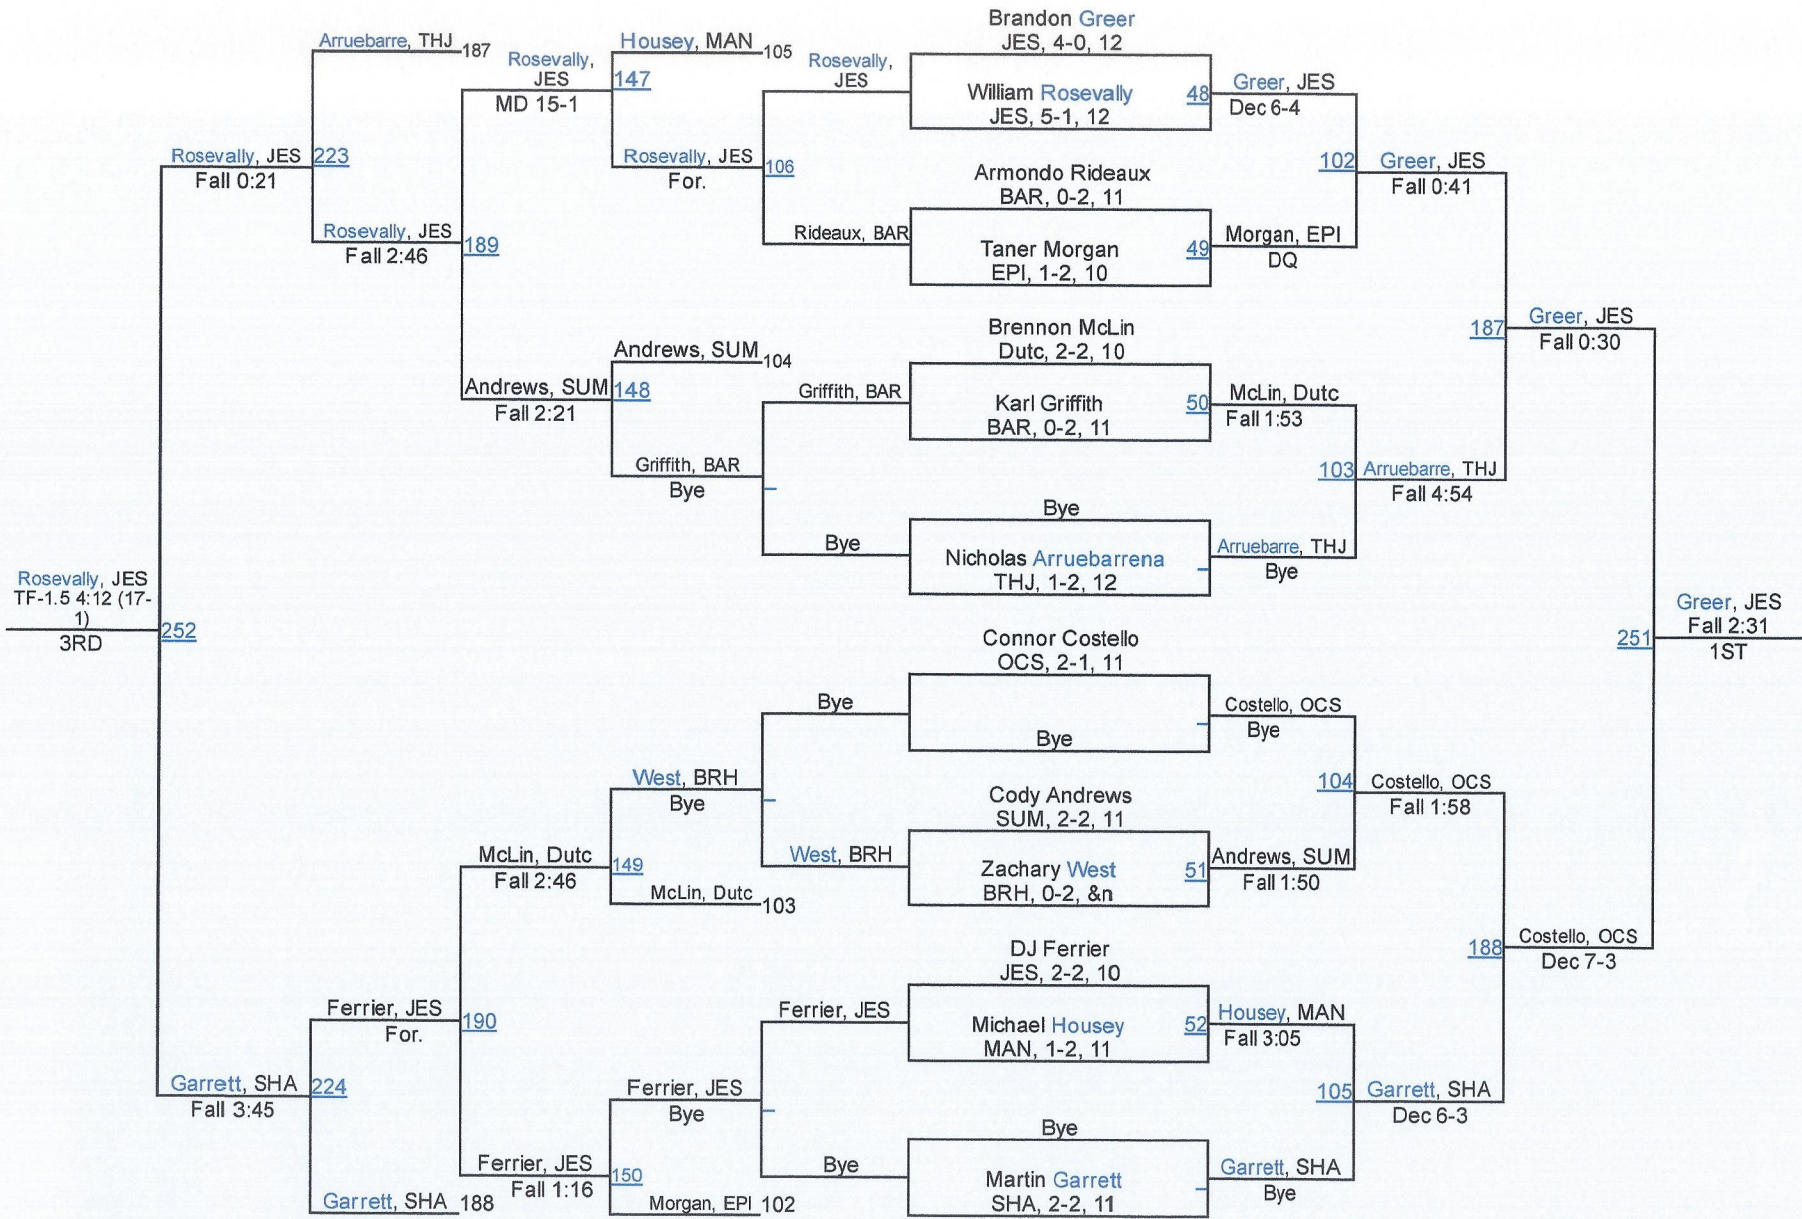 Arruebarre, THJ
187
Rosevally,
JES
MD 15-1
Housey, MAN
105
147
Rosevally,
JES
Brandon Greer
JES, 4-0, 12
William Rosevally
JES, 5-1, 12
48
Greer, JES
Dec 6-4
Rosevally, JES
Fall 0:21
223
Rosevally, JES
For.
106
Armondo Rideaux
BAR, 0-2, 11
102
Greer, JES
Fall 0:41
Rosevally, JES
Fall 2:46
189
Rideaux, BAR
Taner Morgan
EPI, 1-2, 10
49
Morgan, EPI
DQ
187
Greer, JES
Fall 0:30
Andrews, SUM
104
Brennon McLin
Dutc, 2-2, 10
Andrews, SUM
Fall 2:21
148
Griffith, BAR
Karl Griffith
BAR, 0-2, 11
50
McLin, Dutc
Fall 1:53
Griffith, BAR
Bye
103
Arruebarre, THJ
Fall 4:54
Bye
Bye
Nicholas Arruebarrena
THJ, 1-2, 12
Arruebarre, THJ
Bye
Rosevally, JES
TF-1.5 4:12 (17-
1)
3RD
252
Greer, JES
Fall 2:31
1ST
251
Connor Costello
OCS, 2-1, 11
Bye
Bye
Costello, OCS
Bye
West, BRH
Bye
104
Costello, OCS
Fall 1:58
Cody Andrews
SUM, 2-2, 11
McLin, Dutc
Fall 2:46
149
West, BRH
Zachary West
BRH, 0-2, &n
51
Andrews, SUM
Fall 1:50
McLin, Dutc
103
188
Costello, OCS
Dec 7-3
DJ Ferrier
JES, 2-2, 10
Ferrier, JES
For.
190
Ferrier, JES
Michael Housey
MAN, 1-2, 11
52
Housey, MAN
Fall 3:05
Garrett, SHA
Fall 3:45
224
Ferrier, JES
Bye
105
Garrett, SHA
Dec 6-3
Bye
Ferrier, JES
Fall 1:16
150
Bye
Martin Garrett
SHA, 2-2, 11
Garrett, SHA
Bye
Garrett, SHA
188
Morgan, EPI
102